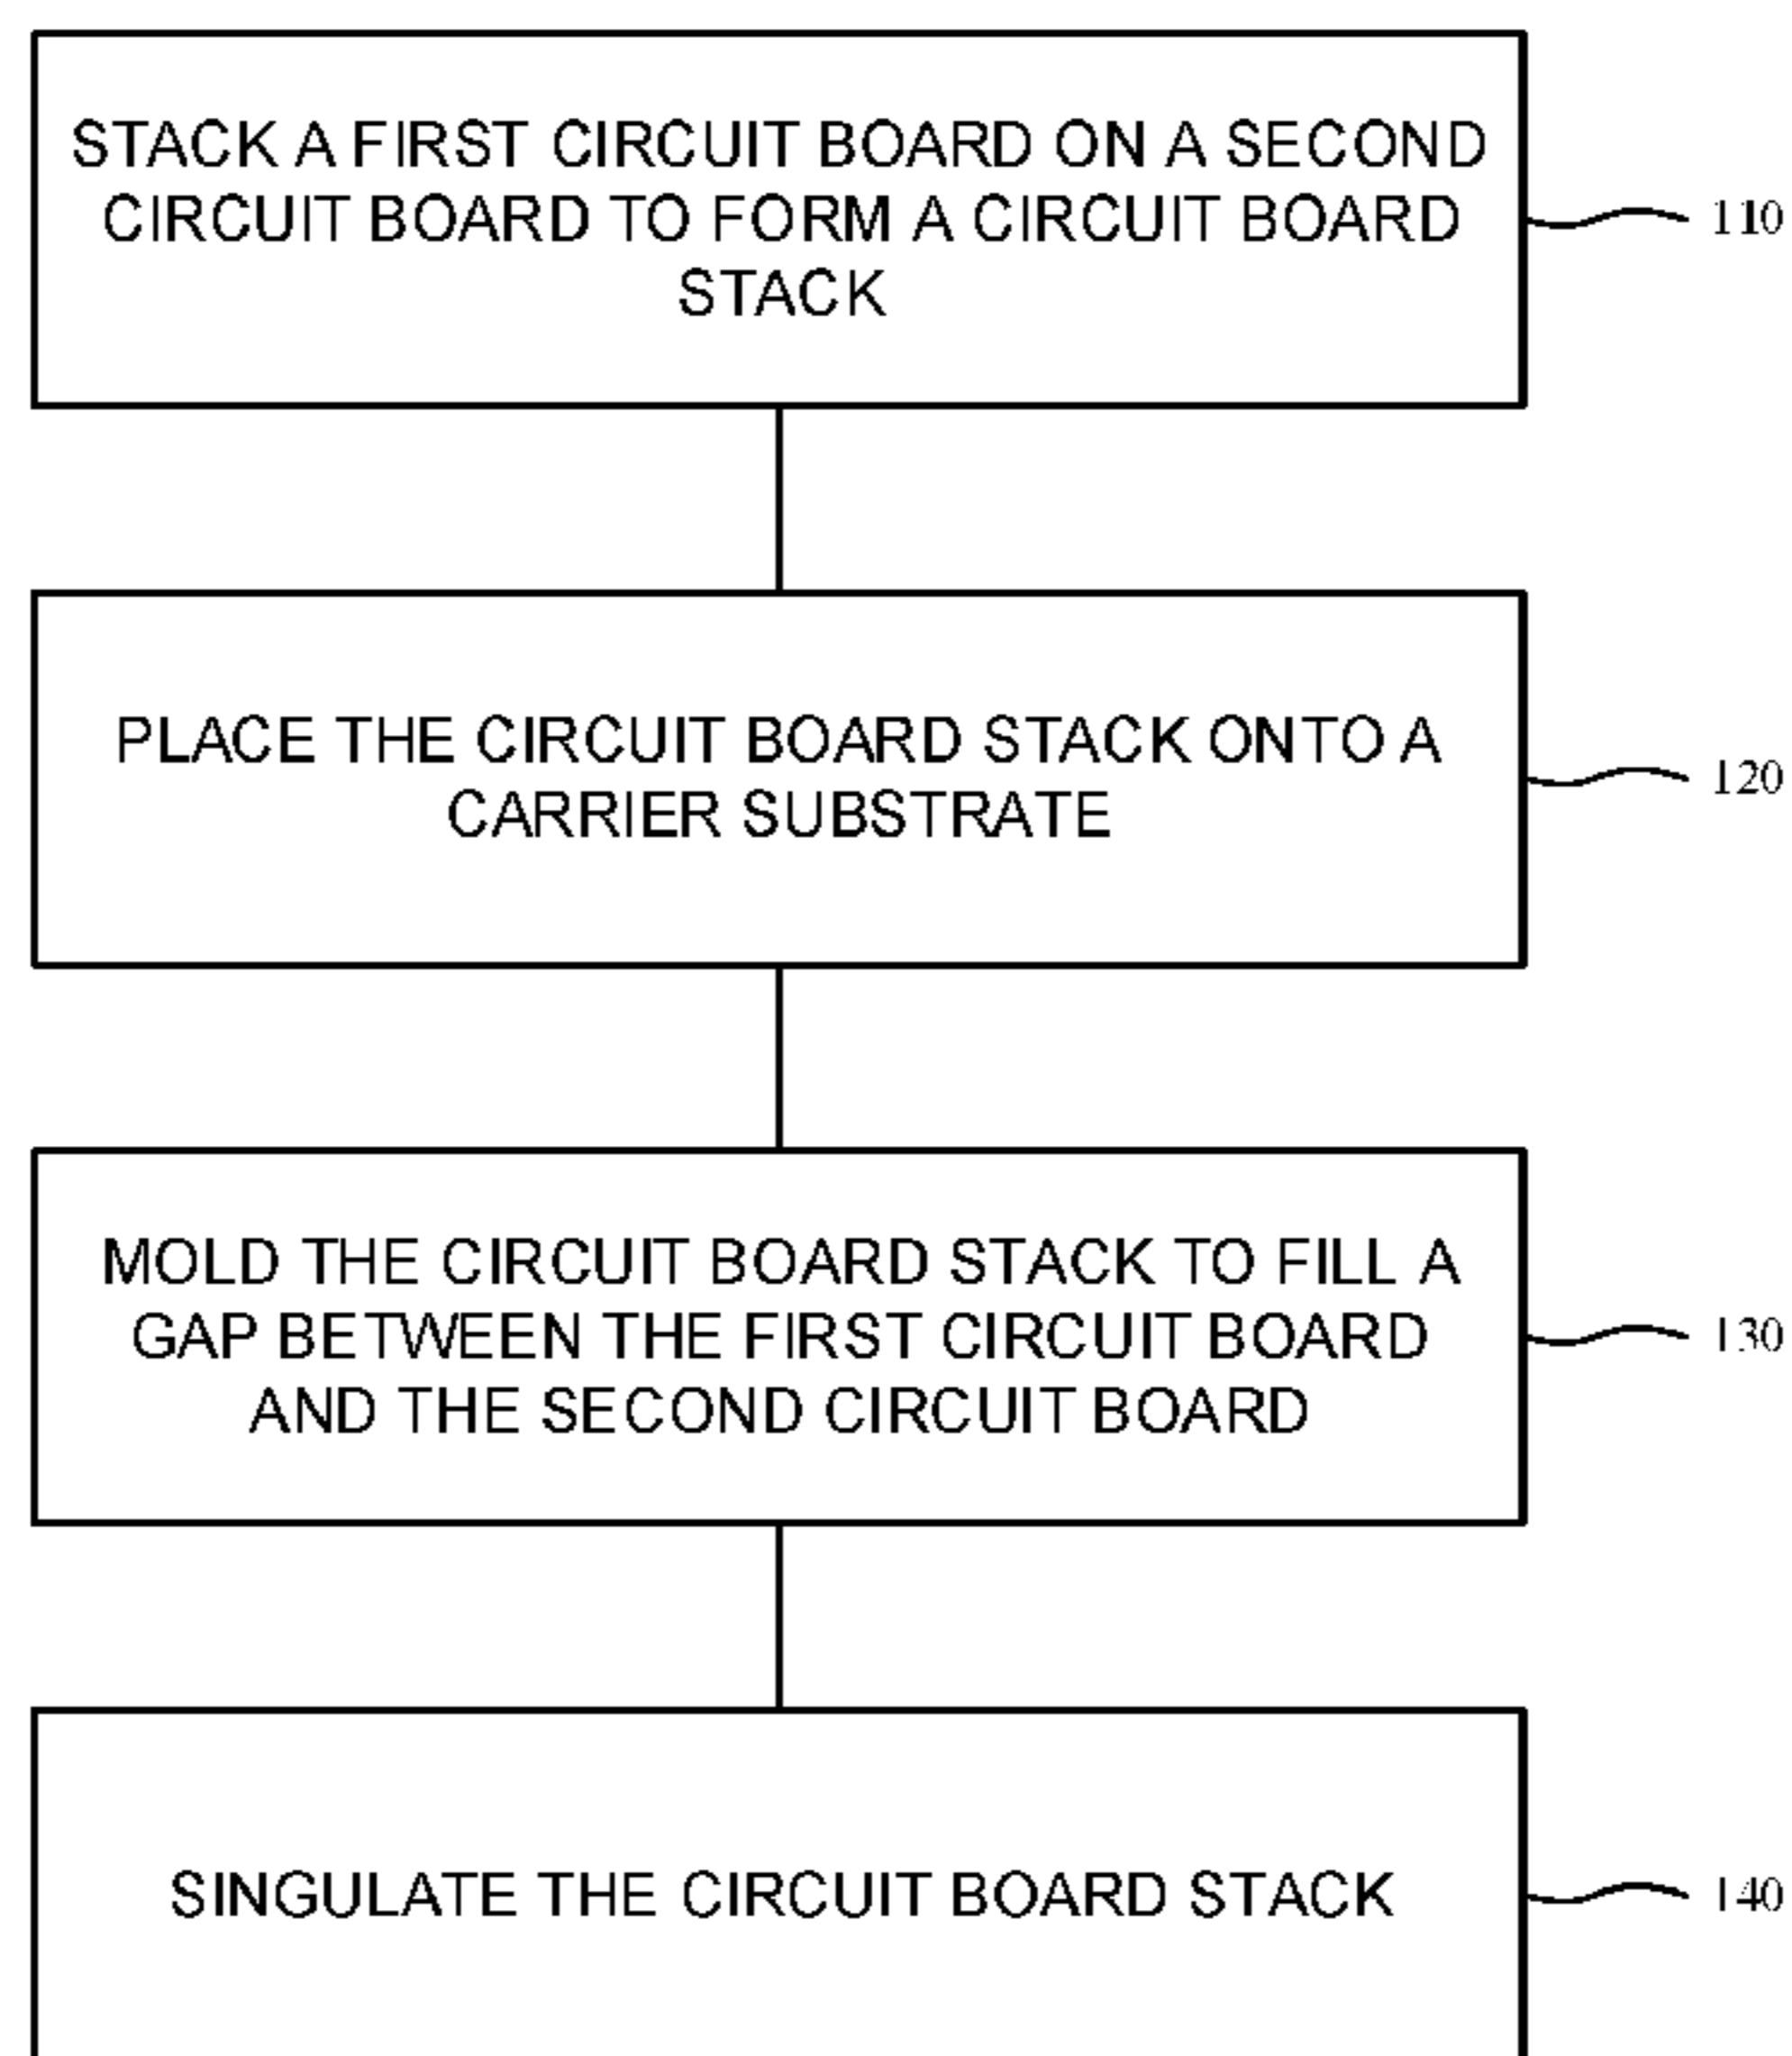 STACK A FIRST CIRCUIT BOARD ON A SECOND
CIRCUIT BOARD TO FORM A CIRCUIT BOARD
STACK
110
PLACE THE CIRCUIT BOARD STACK ONTO A
CARRIER SUBSTRATE
120
MOLD THE CIRCUIT BOARD STACK TO FILL A
GAP BETWEEN THE FIRST CIRCUIT BOARD
AND THE SECOND CIRCUIT BOARD
130
SINGULATE THE CIRCUIT BOARD STACK
140